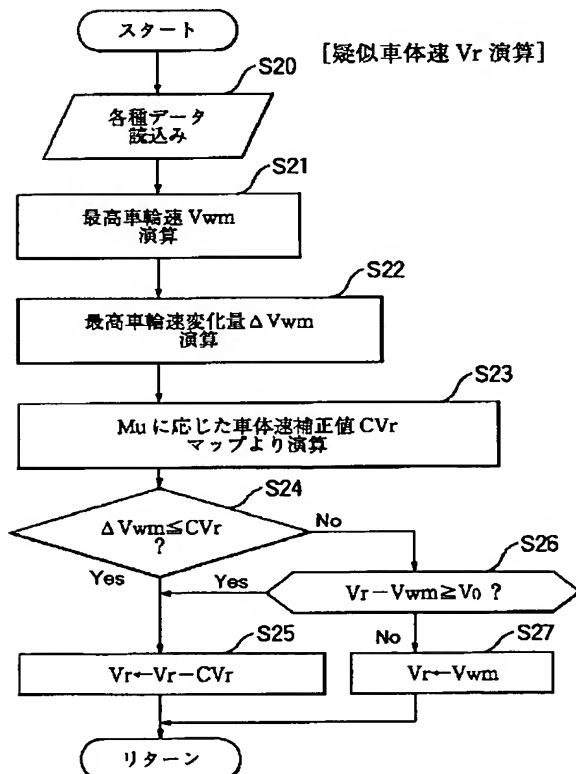 スタート
[疑似車体速 Vr 演算]
S20
各種データ
読込み
S21
最高車輪速 Vwm
演算
S22
最高車輪速変化量 Δ Vwm
演算
S23
Mu に応じた車体速補正値 CVr
マップより演算
S24
Δ Vwm≦CVr
?
No
Yes
S26
Vr−Vwm≧V0 ?
Yes
No
S25
Vr←Vr−CVr
S27
Vr←Vwm
リターン